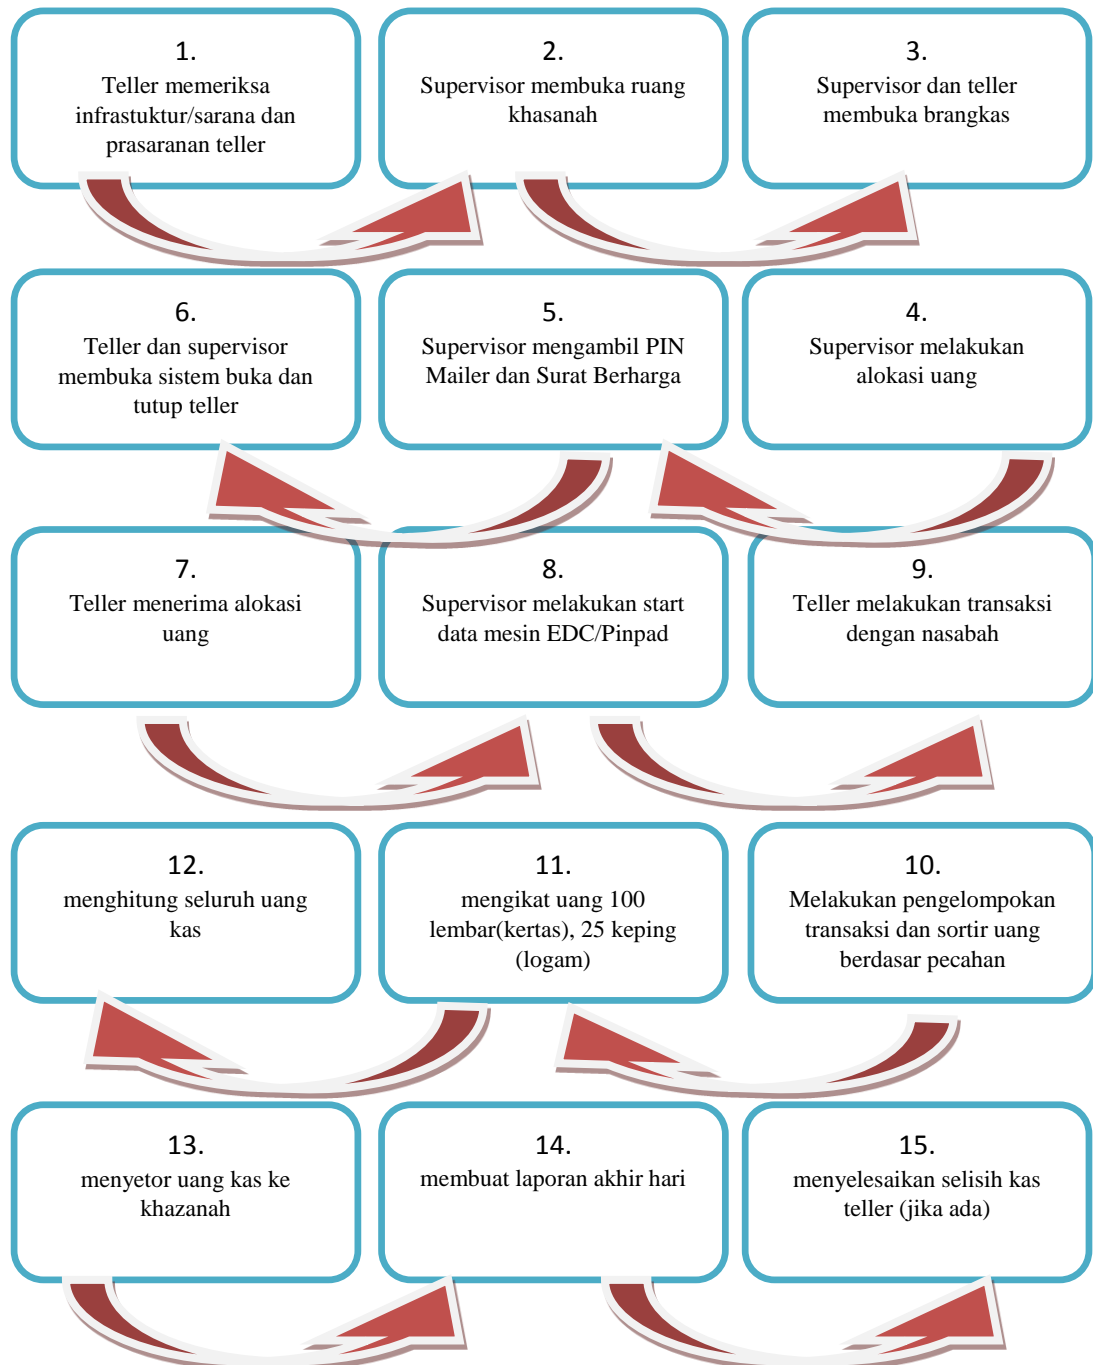 1.
Teller memeriksa
infrastuktur/sarana dan
prasaranan teller
2.
Supervisor membuka ruang
khasanah
3.
Supervisor dan teller
membuka brangkas
6.
Teller dan supervisor
membuka sistem buka dan
tutup teller
5.
Supervisor mengambil PIN
Mailer dan Surat Berharga
4.
Supervisor melakukan
alokasi uang
7.
Teller menerima alokasi
uang
8.
Supervisor melakukan start
data mesin EDC/Pinpad
9.
Teller melakukan transaksi
dengan nasabah
12.
menghitung seluruh uang
kas
11.
mengikat uang 100
lembar(kertas), 25 keping
(logam)
10.
Melakukan pengelompokan
transaksi dan sortir uang
berdasar pecahan
13.
menyetor uang kas ke
khazanah
14.
membuat laporan akhir hari
15.
menyelesaikan selisih kas
teller (jika ada)